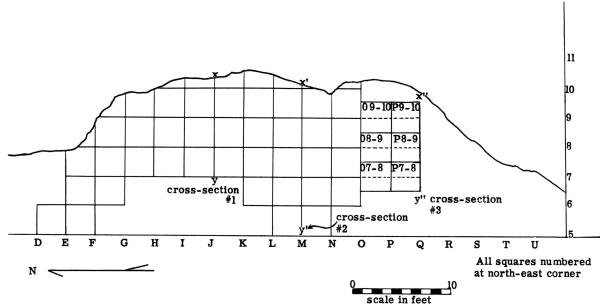 11
x x' 10
x''
O9-10 P9-10
9
O8-9 P8-9
8
O7-8 P7-8
7
y
cross-section
#1
y'' cross-section
#3
6
cross-section
#2
y'
5
D E F G H I J K L M N O P Q R S T U
N
All squares numbered
at north-east corner
0 10
scale in feet